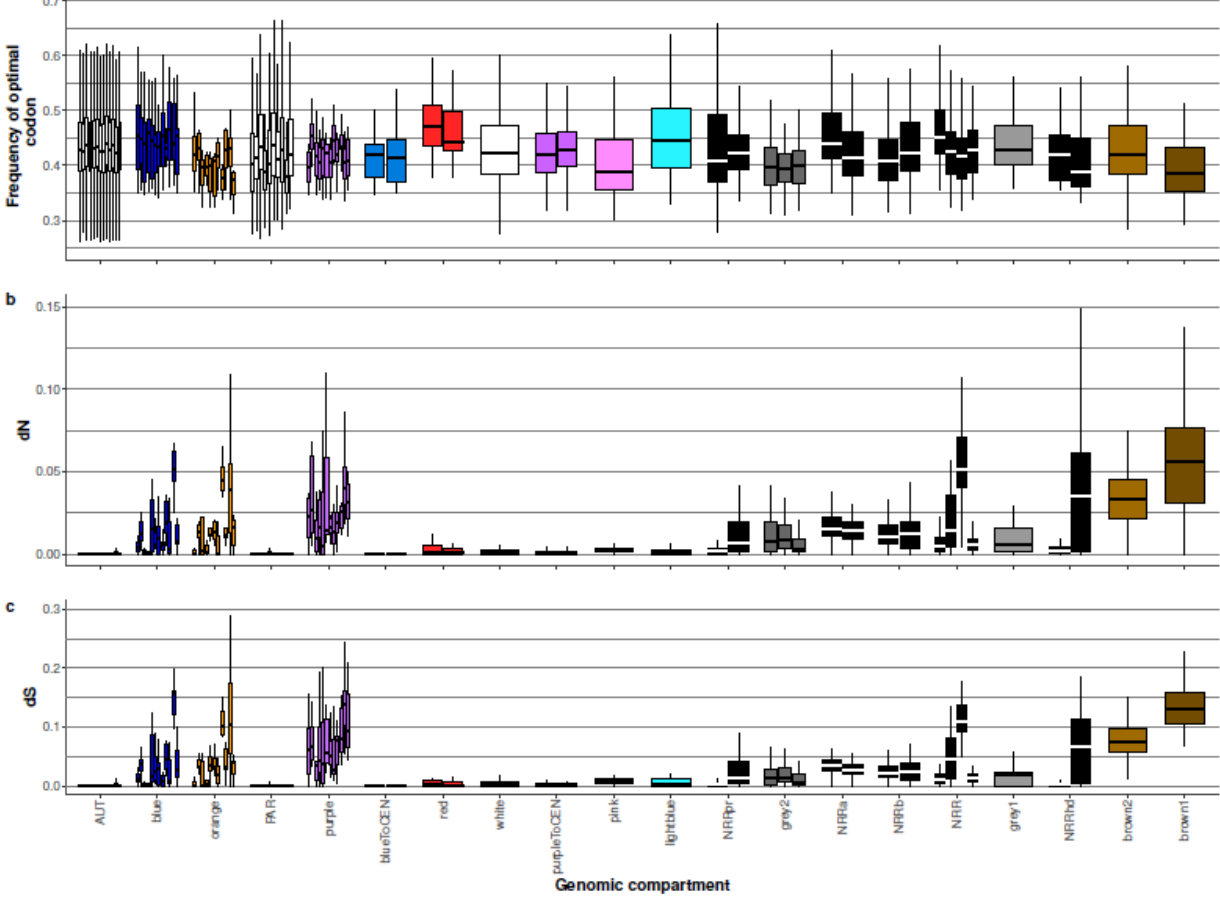 0.7
0.6
0.5
0.4
0.3
Frequency of optimal
codon
b
0.15
0.10
0.05
0.00
dN
c
0.3
0.2
0.1
0.0
dS
AUT
blue
orange
PAR
purple
blueToCEN
red
white
purpleToCEN
pink
lightblue
NRRpr
grey2
NRRa
NRRb
NRR
grey1
NRRhd
brown2
brown1
Genomic compartment